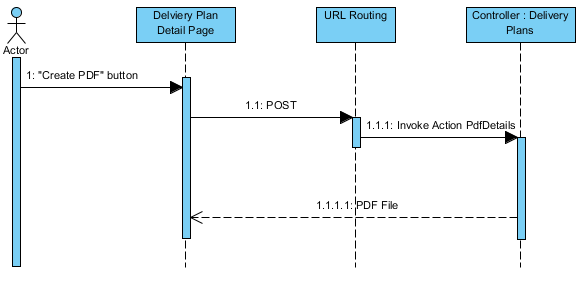 Delviery Plan
Detail Page
URL Routing
Controller : Delivery
Plans
Actor
1: "Create PDF" button
1.1: POST
1.1.1: Invoke Action PdfDetails
1.1.1.1: PDF File